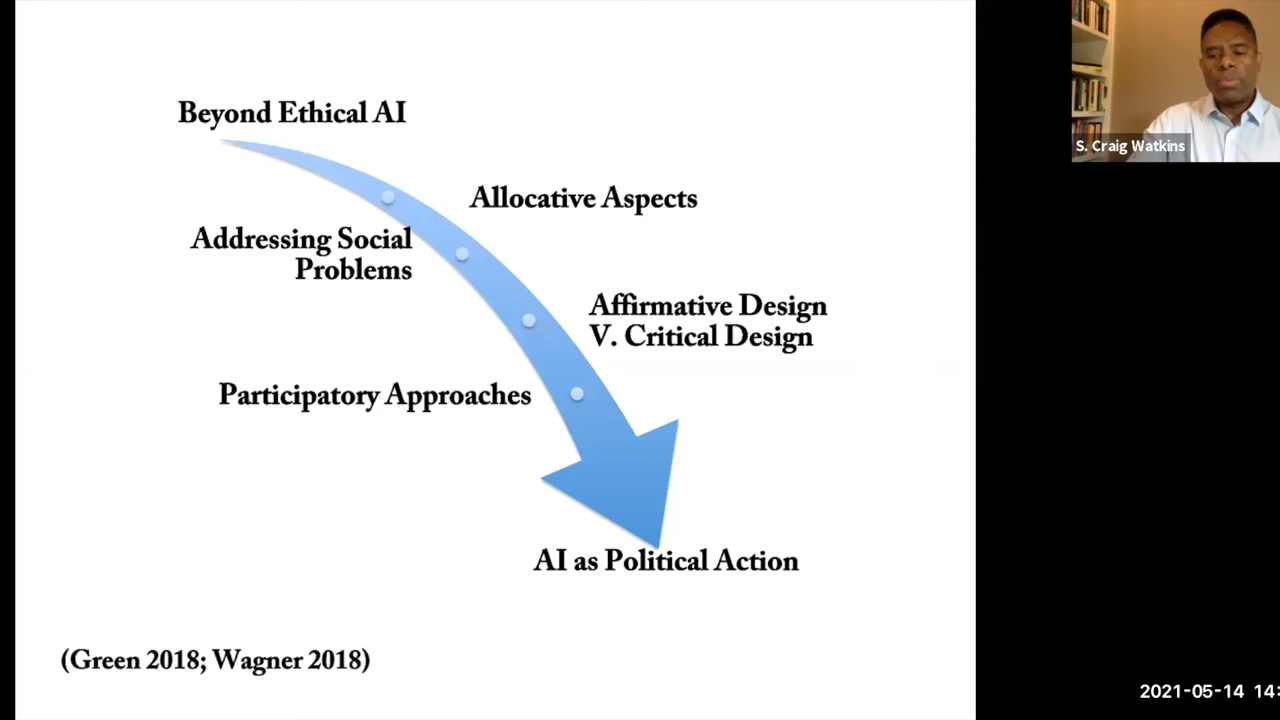 Beyond Ethical AI
Allocative Aspects
Addressing Social
Problems
Affirmative Design
V. Critical Design
Participatory Approaches
AI as Political Action
(Green 2018; Wagner 2018)
S. Craig Watkins
2021-05-14 14: